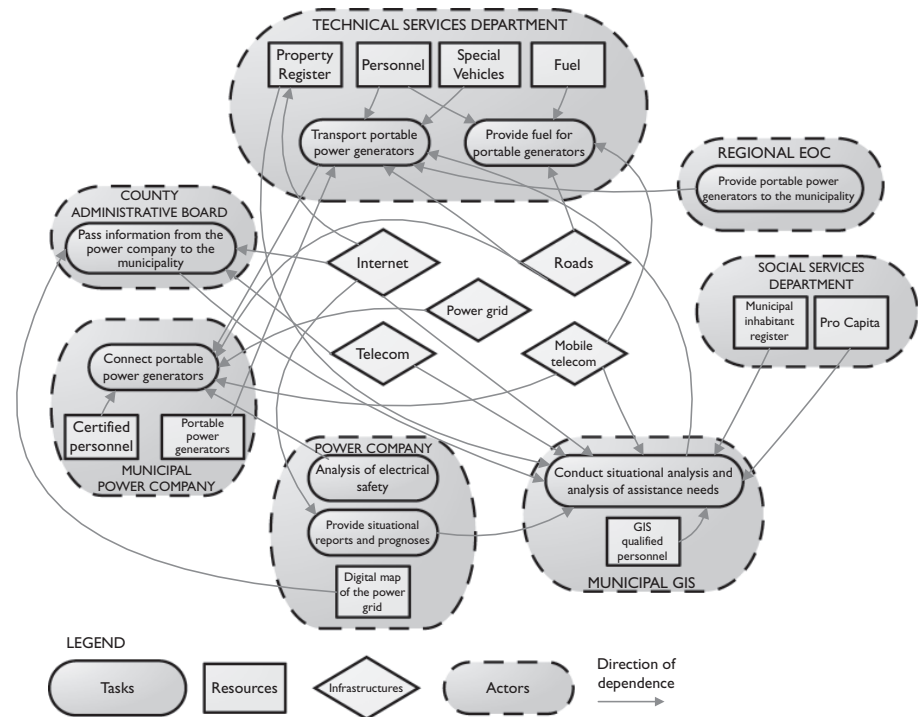 TECHNICAL SERVICES DEPARTMENT
Property
Register
Personnel
Special
Vehicles
Fuel
Transport portable
power generators
Provide fuel for
portable generators
REGIONAL EOC
Provide portable power
generators to the municipality
COUNTY
ADMINISTRATIVE BOARD
Pass information from the
power company to the
municipality
Internet
Roads
Power grid
Telecom
Mobile
telecom
SOCIAL SERVICES
DEPARTMENT
Municipal
inhabitant
register
Pro Capita
Connect portable
power generators
Certified
personnel
Portable
power
generators
MUNICIPAL
POWER COMPANY
POWER COMPANY
Analysis of electrical
safety
Provide situational
reports and prognoses
Digital map
of the power
grid
Conduct situational analysis and
analysis of assistance needs
GIS
qualified
personnel
MUNICIPAL GIS
LEGEND
Tasks
Resources
Infrastructures
Actors
Direction of
dependence